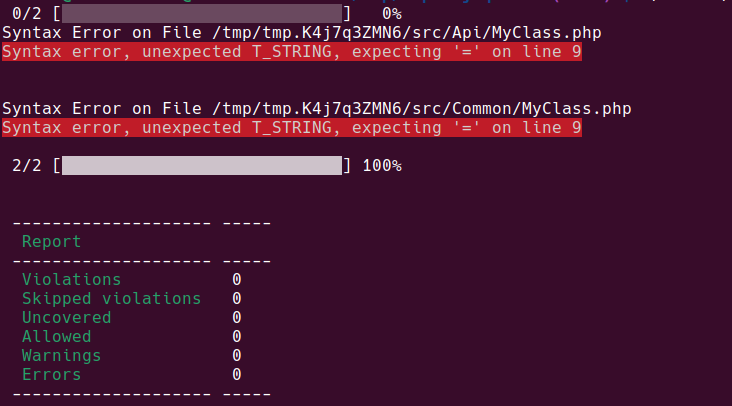 0/2 [ ] 0%
Syntax Error on File /tmp/tmp.K4j7q3ZMN6/src/Api/MyClass.php
Syntax error, unexpected T_STRING, expecting '=' on line 9
Syntax Error on File /tmp/tmp.K4j7q3ZMN6/src/Common/MyClass.php
Syntax error, unexpected T_STRING, expecting '=' on line 9
2/2 [ ] 100%
-------------------- -----
Report
-------------------- -----
Violations 0
Skipped violations 0
Uncovered 0
Allowed 0
Warnings 0
Errors 0
-------------------- -----